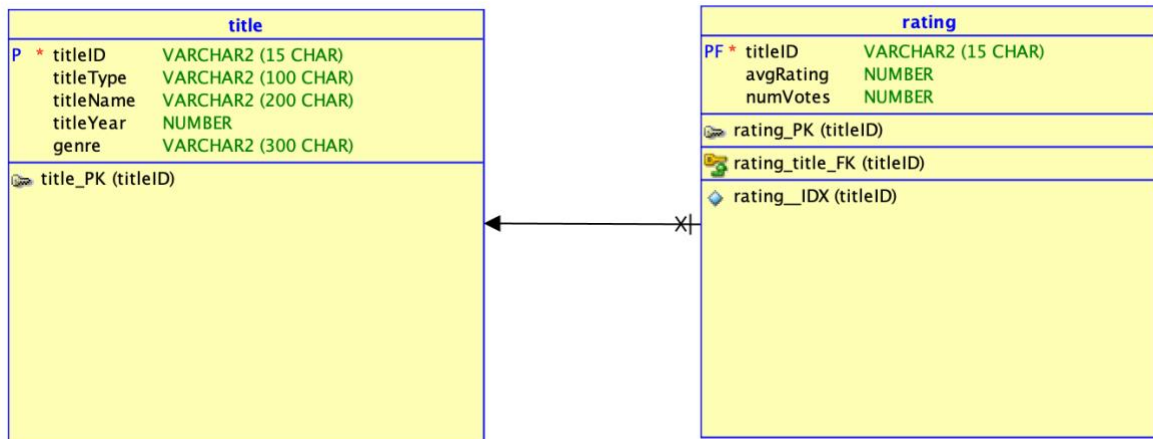 title
P * titleID VARCHAR2 (15 CHAR)
titleType VARCHAR2 (100 CHAR)
titleName VARCHAR2 (200 CHAR)
titleYear NUMBER
genre VARCHAR2 (300 CHAR)
title_PK (titleID)
rating
PF * titleID VARCHAR2 (15 CHAR)
avgRating NUMBER
numVotes NUMBER
rating_PK (titleID)
rating_title_FK (titleID)
rating__IDX (titleID)